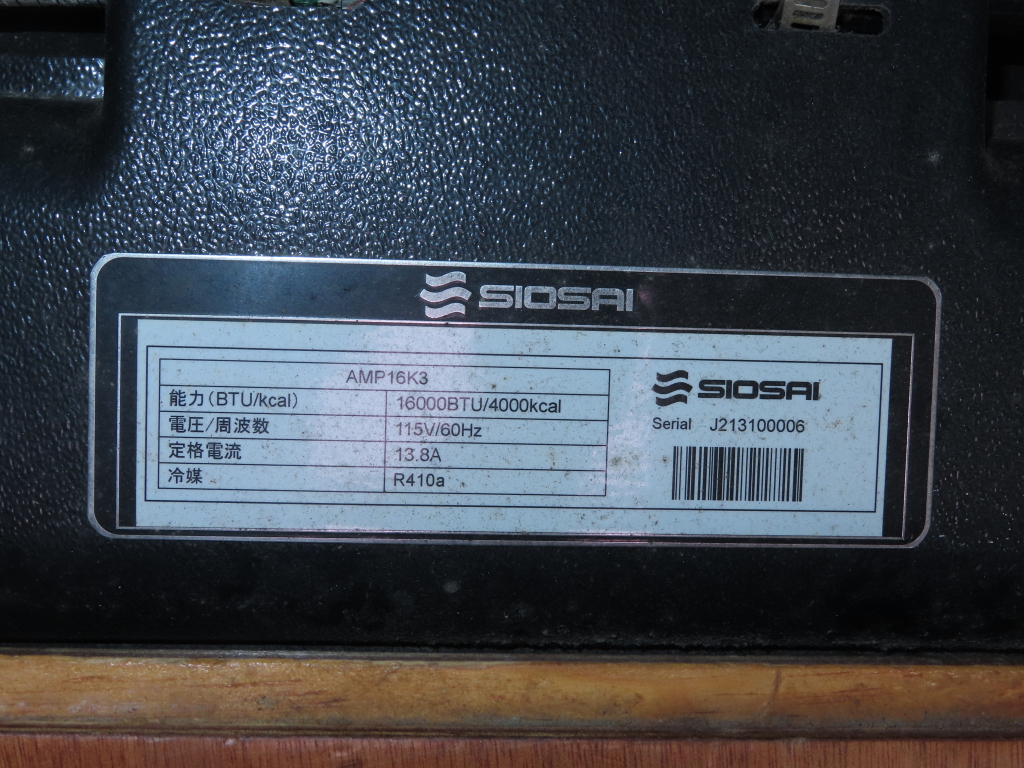 SIOSAI
AMP16K3
能力(BTU/kcal) 16000BTU/4000kcal
電圧/周波数 115V/60Hz
定格電流 13.8A
冷媒 R410a
SIOSAI
Serial J213100006